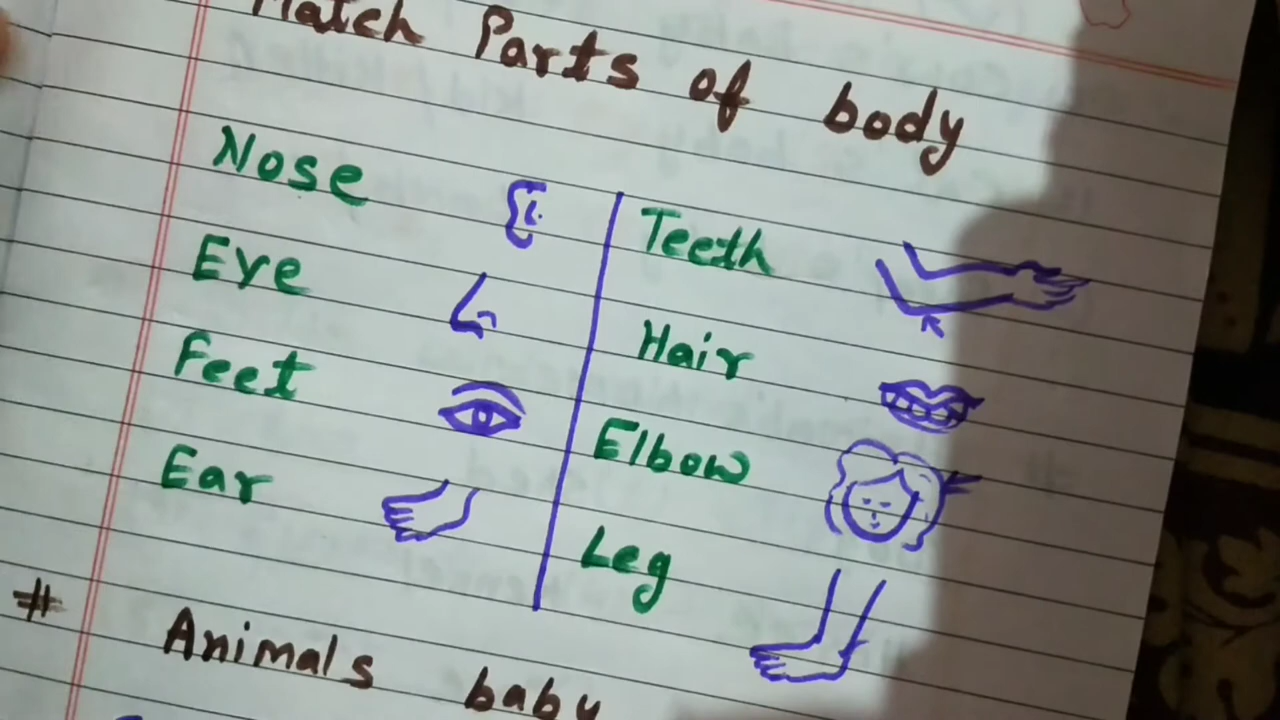 Match Parts of body
Nose
Eye
Feet
Ear
Teeth
Hair
Elbow
Leg
# Animals baby